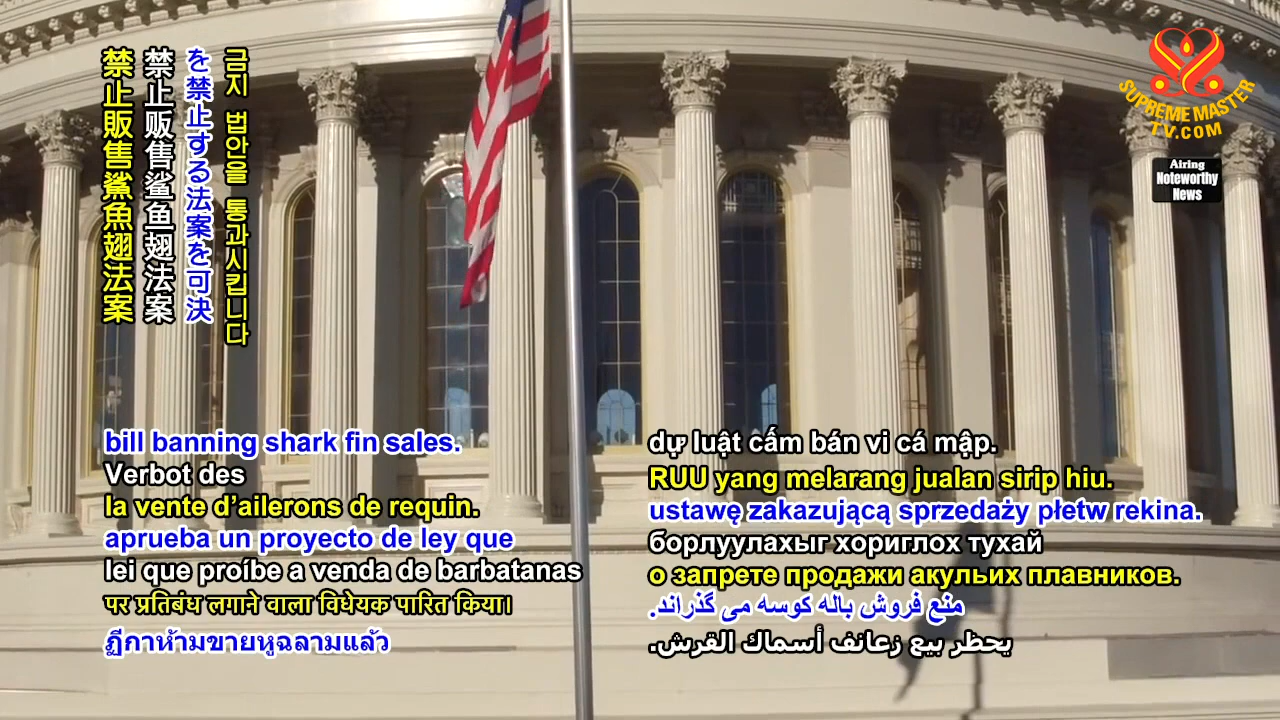 禁止販售鯊魚翅法案
禁止贩售鲨鱼翅法案
を禁止する法案を可決
금지 법안을 통과시킵니다
SUPREME MASTER
TV.COM
Airing
Noteworthy
News
bill banning shark fin sales.
Verbot des
la vente d’ailerons de requin.
aprueba un proyecto de ley que
lei que proíbe a venda de barbatanas
पर प्रतिबंध लगाने वाला विधेयक पारित किया।
ฎีกาห้ามขายหูฉลามแล้ว
dự luật cấm bán vi cá mập.
RUU yang melarang jualan sirip hiu.
ustawę zakazującą sprzedaży płetw rekina.
борлуулахыг хориглох тухай
о запрете продажи акульих плавников.
منع فروش باله کوسه می گذراند.
يحظر بيع زعانف أسماك القرش.